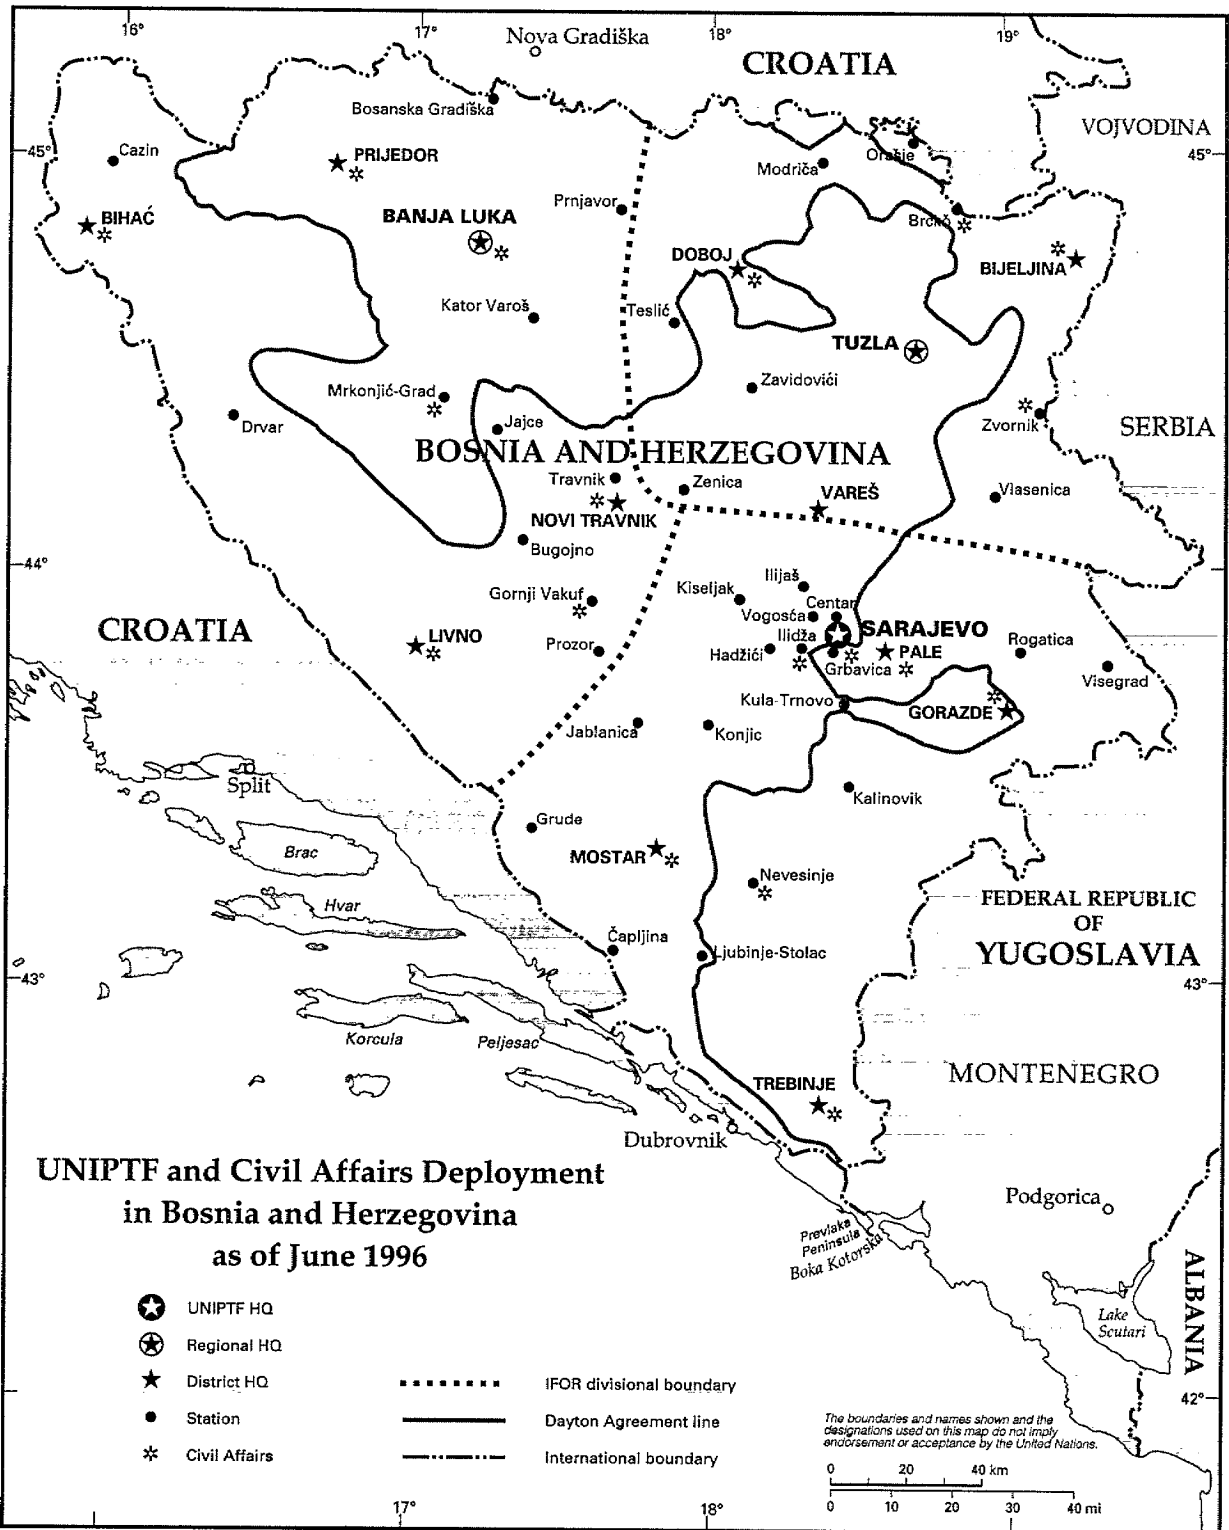 16°
17°
18°
19°
Nova Gradiška
CROATIA
VOJVODINA
Bosanska Gradiška
45°
45°
Cazin
PRIJEDOR
Modriča
Orašje
BIHAĆ
BANJA LUKA
Prnjavor
Brčko
DOBOJ
BIJELJINA
Kator Varoš
Teslić
TUZLA
Mrkonjić-Grad
Zavidovići
Drvar
Jajce
Zvornik
SERBIA
BOSNIA AND HERZEGOVINA
Travnik
Zenica
VAREŠ
Vlasenica
NOVI TRAVNIK
Bugojno
44°
Ilijaš
Gornji Vakuf
Kiseljak
Centar
Vogosća
CROATIA
LIVNO
Prozor
Ilidža
SARAJEVO
Hadžići
PALE
Rogatica
Grbavica
Visegrad
Kula-Trnovo
GORAZDE
Jablanica
Konjic
Split
Kalinovik
Grude
Brac
MOSTAR
Nevesinje
Hvar
FEDERAL REPUBLIC
OF
YUGOSLAVIA
Čapljina
Ljubinje-Stolac
43°
43°
Korcula
Peljesac
MONTENEGRO
TREBINJE
Dubrovnik
UNIPTF and Civil Affairs Deployment
in Bosnia and Herzegovina
as of June 1996
Podgorica
Prevlaka
Peninsula
Boka Kotorska
ALBANIA
Lake
Scutari
UNIPTF HQ
Regional HQ
District HQ
Station
Civil Affairs
IFOR divisional boundary
Dayton Agreement line
International boundary
42°
The boundaries and names shown and the
designations used on this map do not imply
endorsement or acceptance by the United Nations.
0 20 40 km
0 10 20 30 40 mi
17°
18°